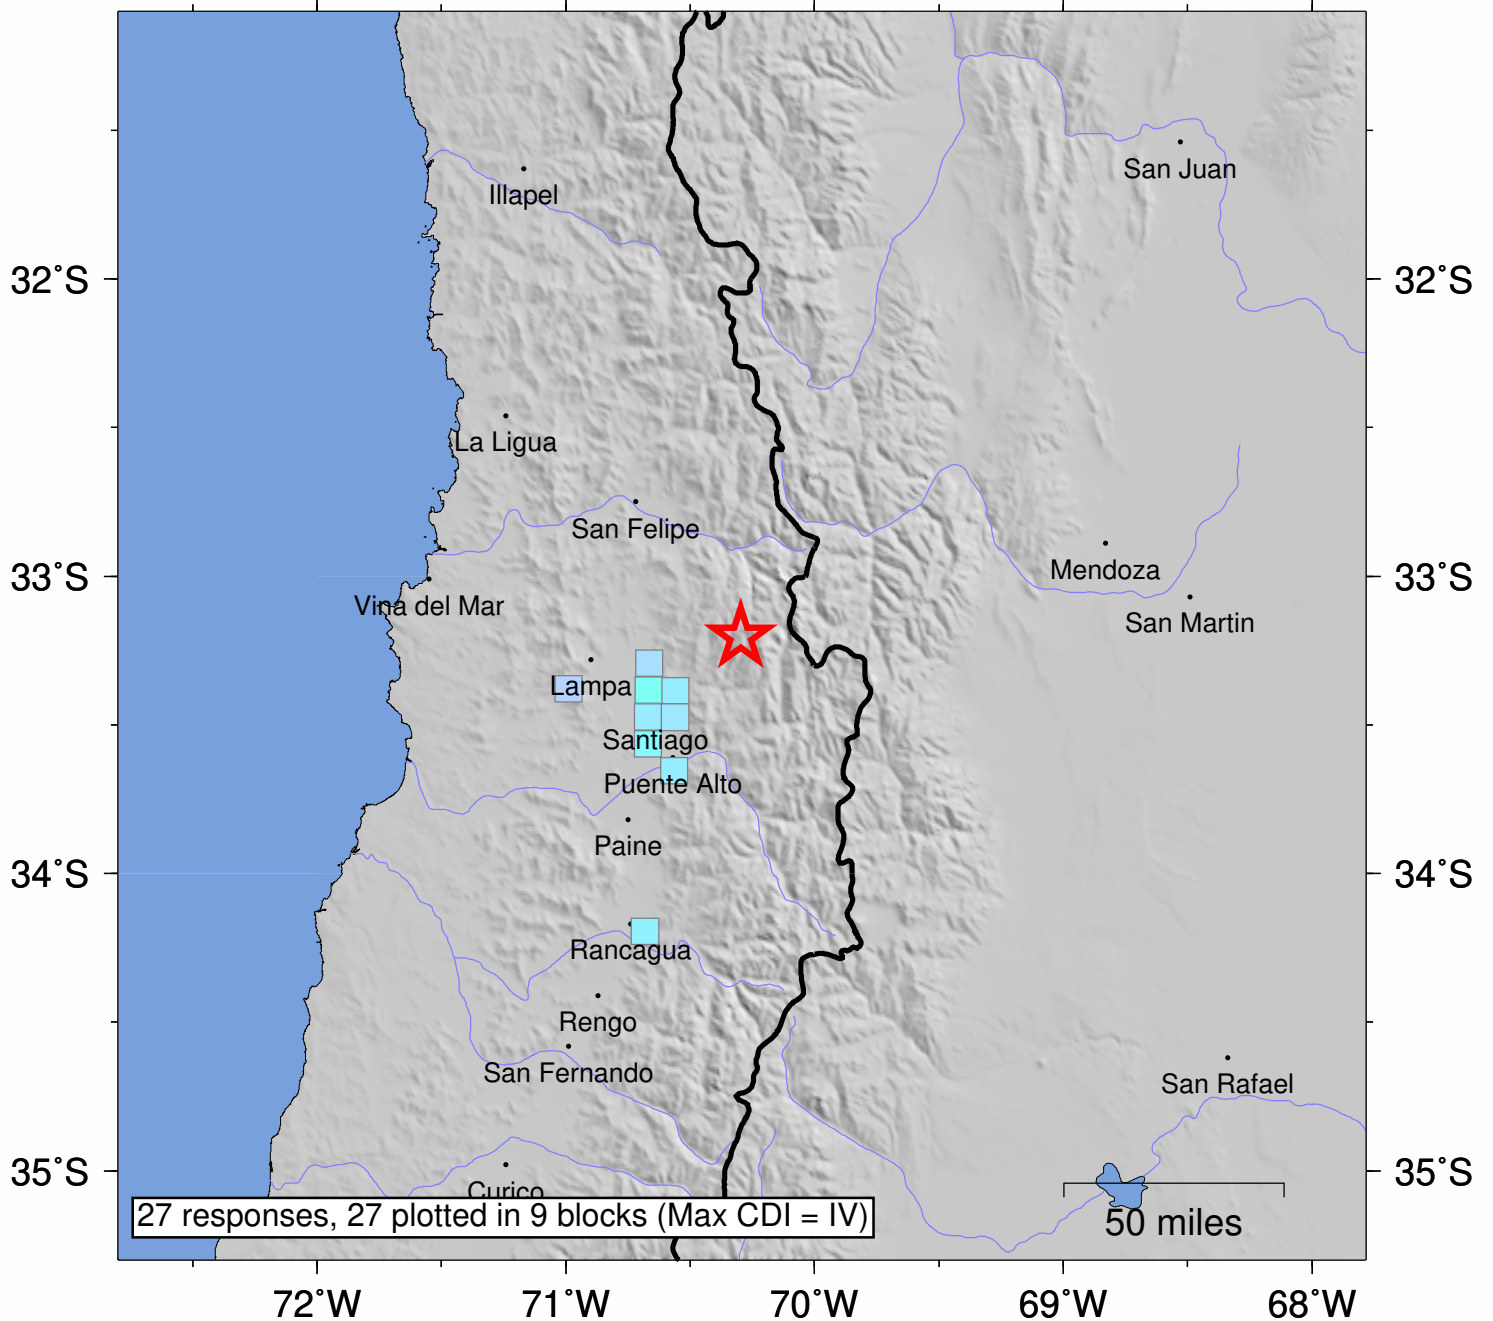 San Juan
Illapel
32°S
32°S
La Ligua
San Felipe
Mendoza
33°S
33°S
Vina del Mar
San Martin
Lampa
Santiago
Puente Alto
Paine
34°S
34°S
Rancagua
Rengo
San Fernando
San Rafael
35°S
35°S
Curico
27 responses, 27 plotted in 9 blocks (Max CDI = IV)
50 miles
72°W
71°W
70°W
69°W
68°W